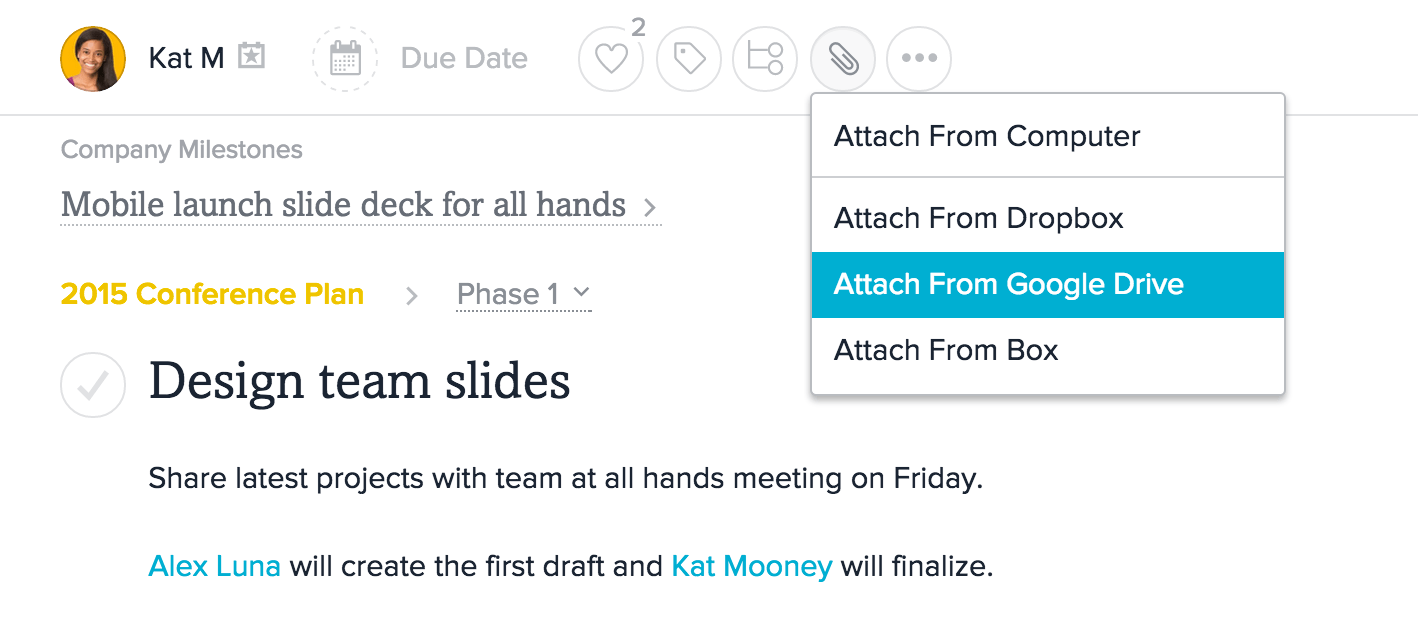 Kat M
Due Date
2
Company Milestones
Mobile launch slide deck for all hands
2015 Conference Plan
Phase 1
Design team slides
Share latest projects with team at all hands meeting on Friday.
Alex Luna will create the first draft and Kat Mooney will finalize.
Attach From Computer
Attach From Dropbox
Attach From Google Drive
Attach From Box